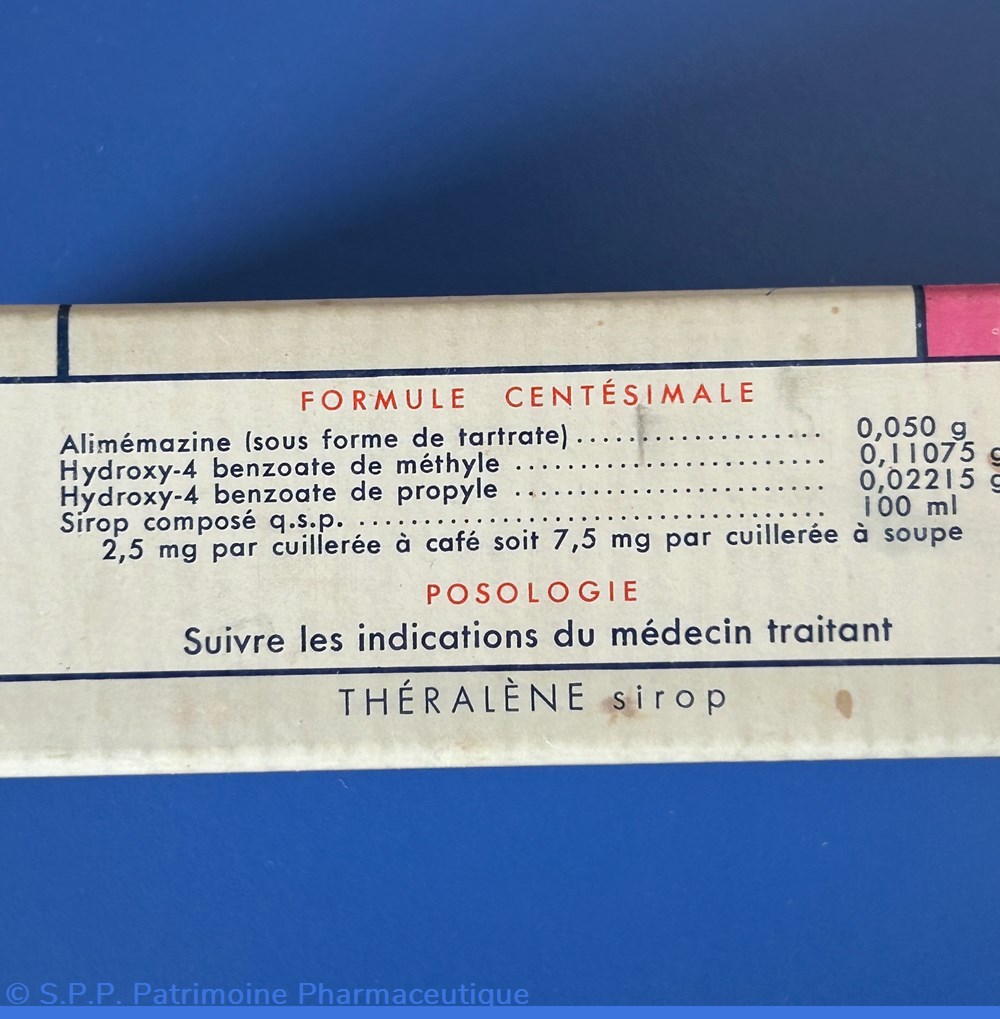 FORMULE CENTÉSIMALE
Alimémazine (sous forme de tartrate) .................... 0,050 g
Hydroxy-4 benzoate de méthyle ......................... 0,11075 g
Hydroxy-4 benzoate de propyle ......................... 0,02215 g
Sirop composé q.s.p. ..................................... 100 ml
2,5 mg par cuillerée à café soit 7,5 mg par cuillerée à soupe
POSOLOGIE
Suivre les indications du médecin traitant
THÉRALÈNE sirop
© S.P.P. Patrimoine Pharmaceutique